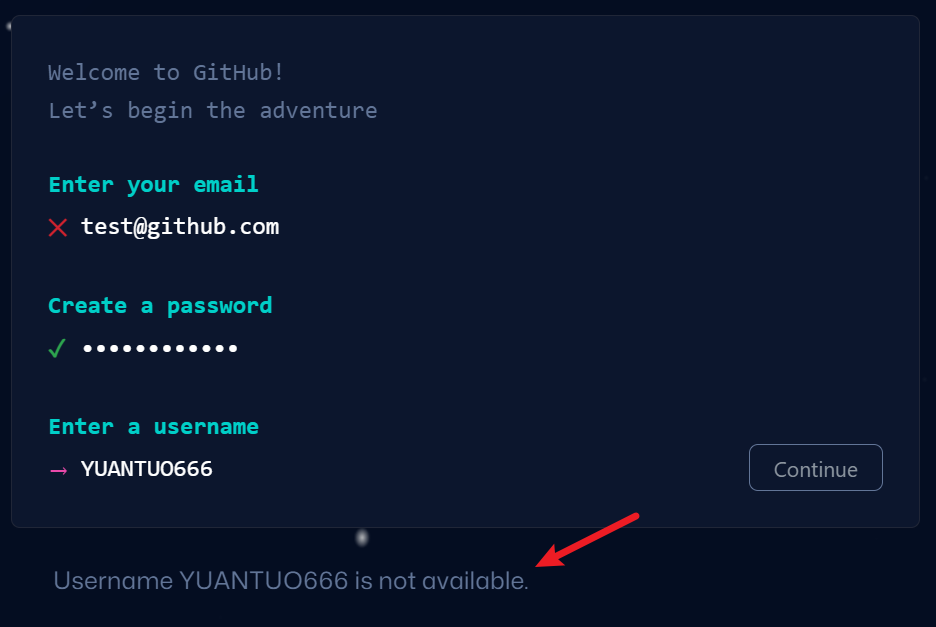 Welcome to GitHub!
Let’s begin the adventure
Enter your email
test@github.com
Create a password
••••••••••••
Enter a username
YUANTUO666
Continue
Username YUANTUO666 is not available.